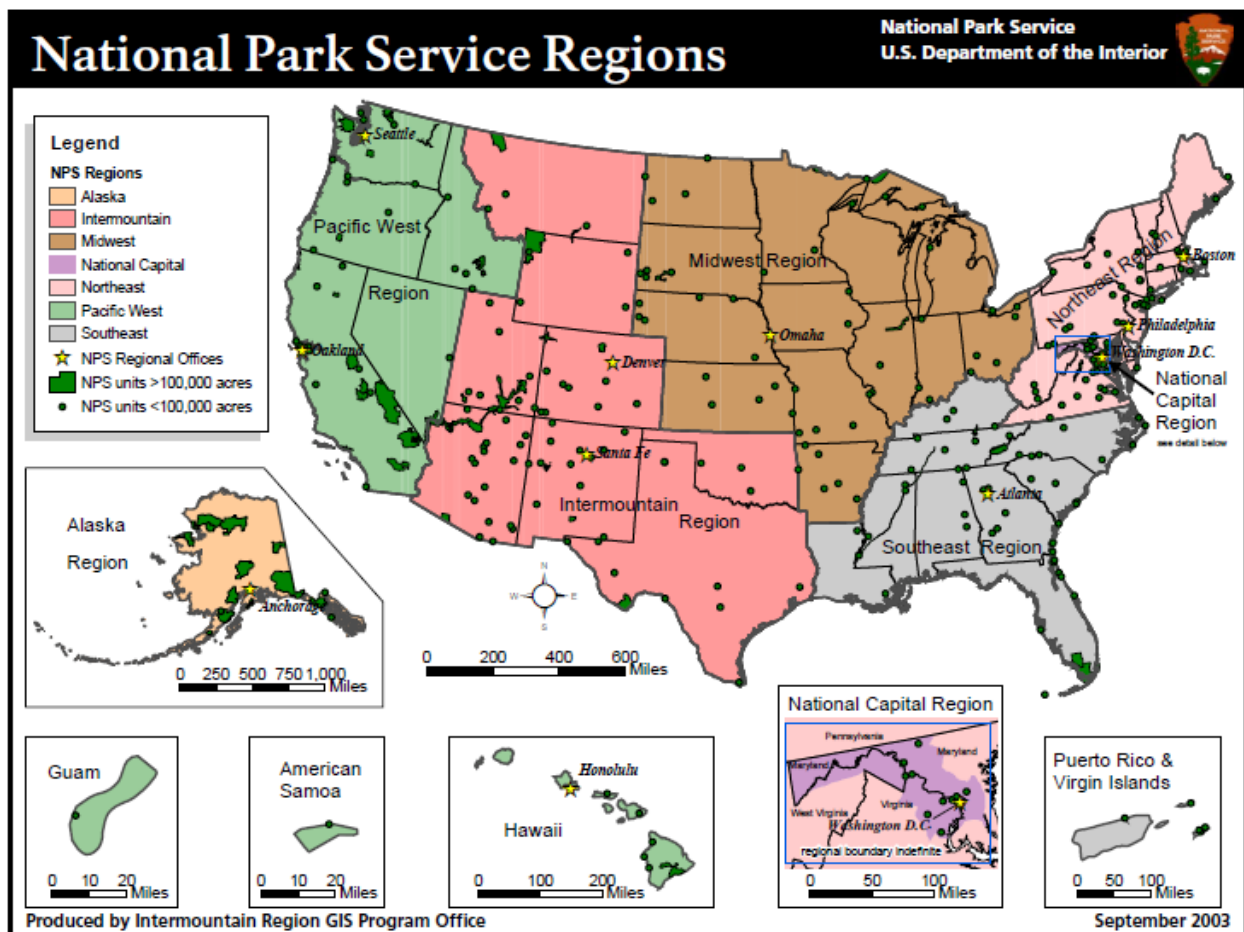 National Park Service Regions
National Park Service
U.S. Department of the Interior
Legend
NPS Regions
Alaska
Intermountain
Midwest
National Capital
Northeast
Pacific West
Southeast
NPS Regional Offices
NPS units >100,000 acres
NPS units <100,000 acres
Seattle
Pacific West
Region
Oakland
Midwest Region
Omaha
Denver
Santa Fe
Intermountain
Region
Northeast Region
Boston
Philadelphia
Washington D.C.
National
Capital
Region
see detail below
Atlanta
Southeast Region
Alaska
Region
Anchorage
0 250 500 750 1,000
Miles
N
W E
S
0 200 400 600
Miles
Guam
0 10 20
Miles
American
Samoa
0 10 20
Miles
Honolulu
Hawaii
0 100 200
Miles
National Capital Region
Pennsylvania
Maryland
Maryland
West Virginia
Virginia
Washington D.C.
regional boundary indefinite
0 50 100
Miles
Puerto Rico &
Virgin Islands
0 50 100
Miles
Produced by Intermountain Region GIS Program Office
September 2003